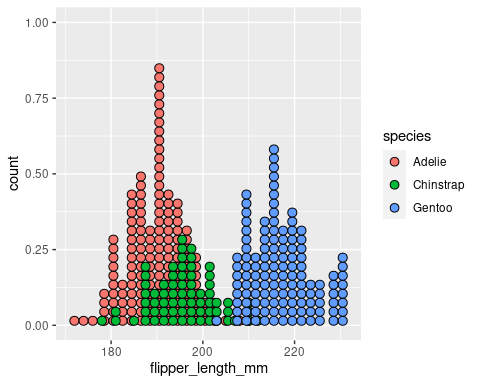 1.00
0.75
0.50
0.25
0.00
count
180
200
220
flipper_length_mm
species
Adelie
Chinstrap
Gentoo